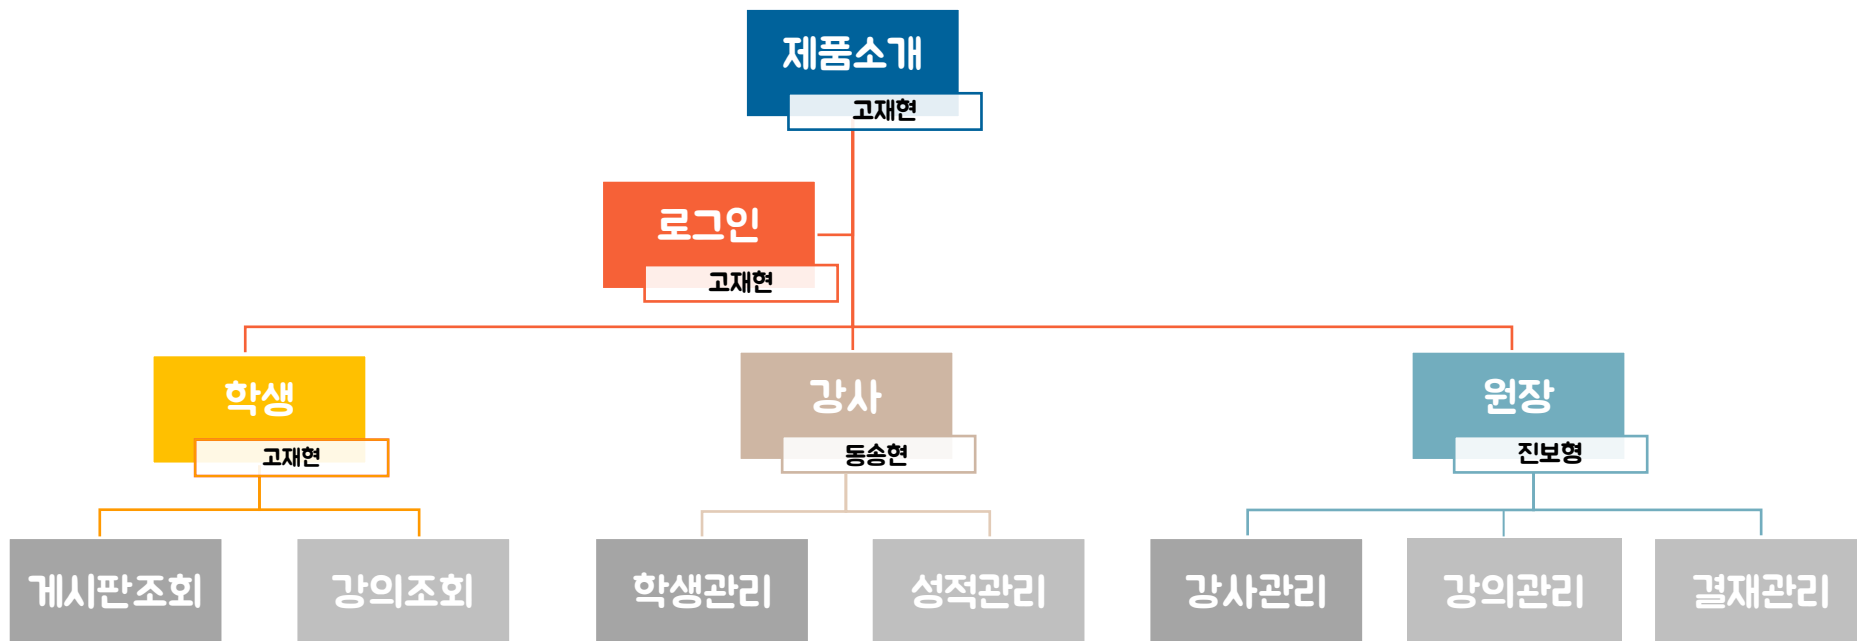 제품소개
고재현
로그인
고재현
학생
고재현
강사
동송현
원장
진보형
게시판조회
강의조회
학생관리
성적관리
강사관리
강의관리
결재관리